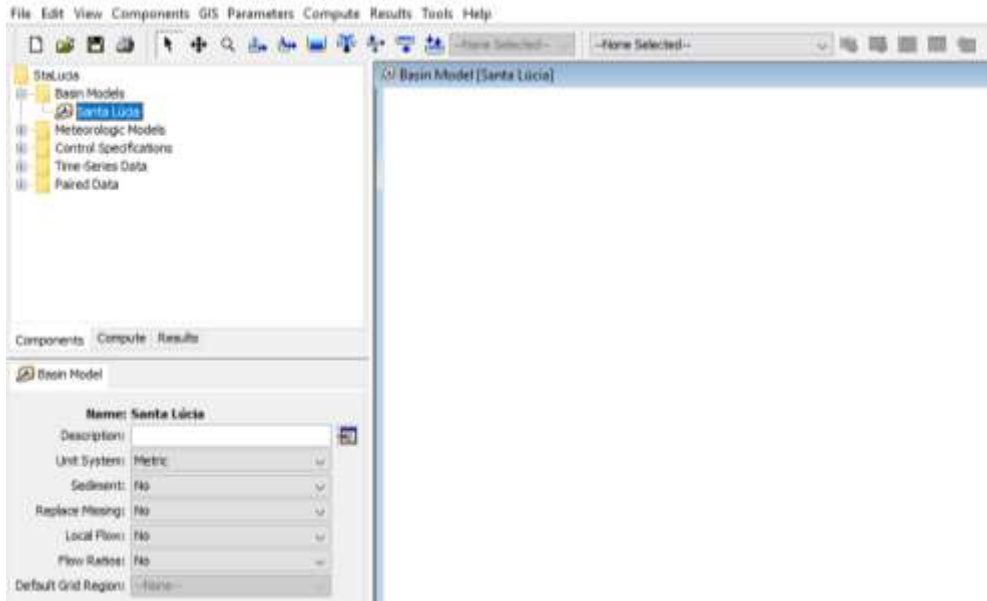 File Edit View Components GIS Parameters Compute Results Tools Help
--None Selected-- --None Selected--
StaLucia
Basin Models
Santa Lúcia
Meteorologic Models
Control Specifications
Time-Series Data
Paired Data
Components Compute Results
Basin Model [Santa Lúcia]
Basin Model
Name: Santa Lúcia
Description:
Unit System: Metric
Sediment: No
Replace Missing: No
Local Flow: No
Flow Ratios: No
Default Grid Region: --None--